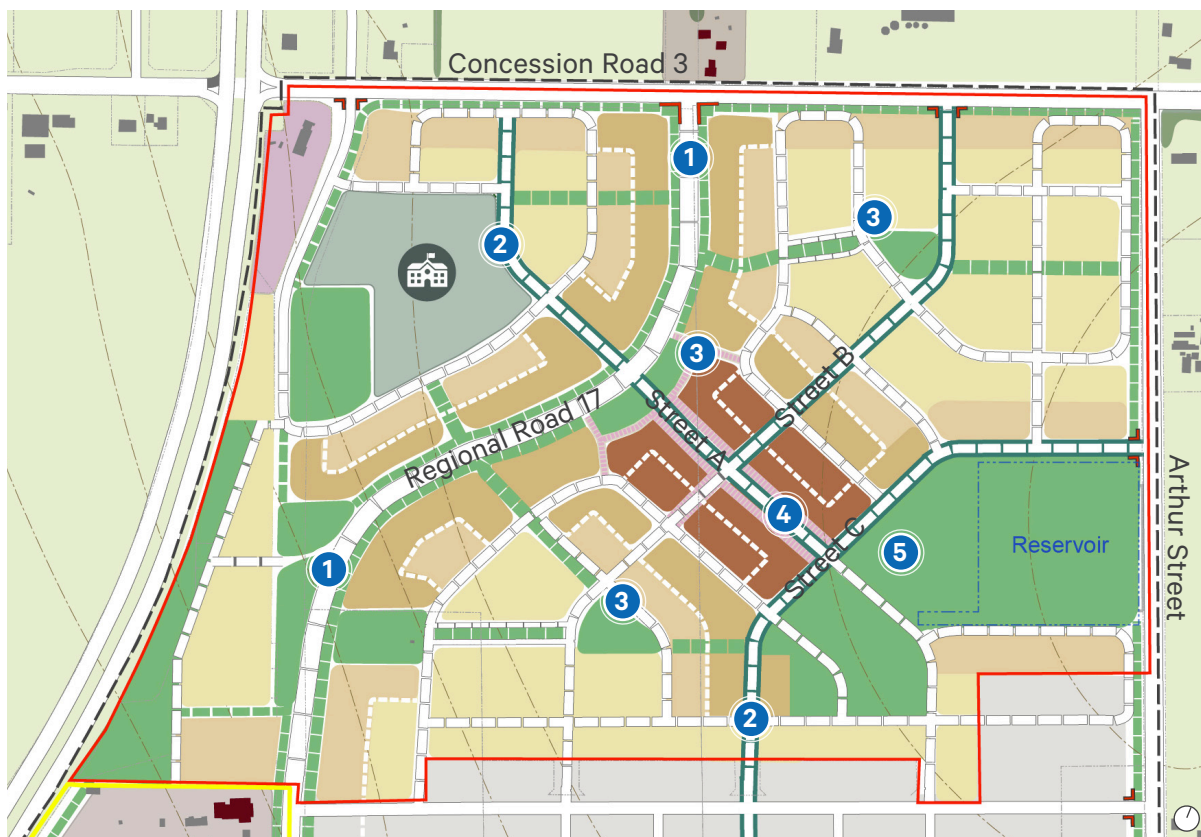 Concession Road 3
1
3
2
3
Street B
Street A
Regional Road 17
Arthur Street
4
Street C
5
Reservoir
1
3
2